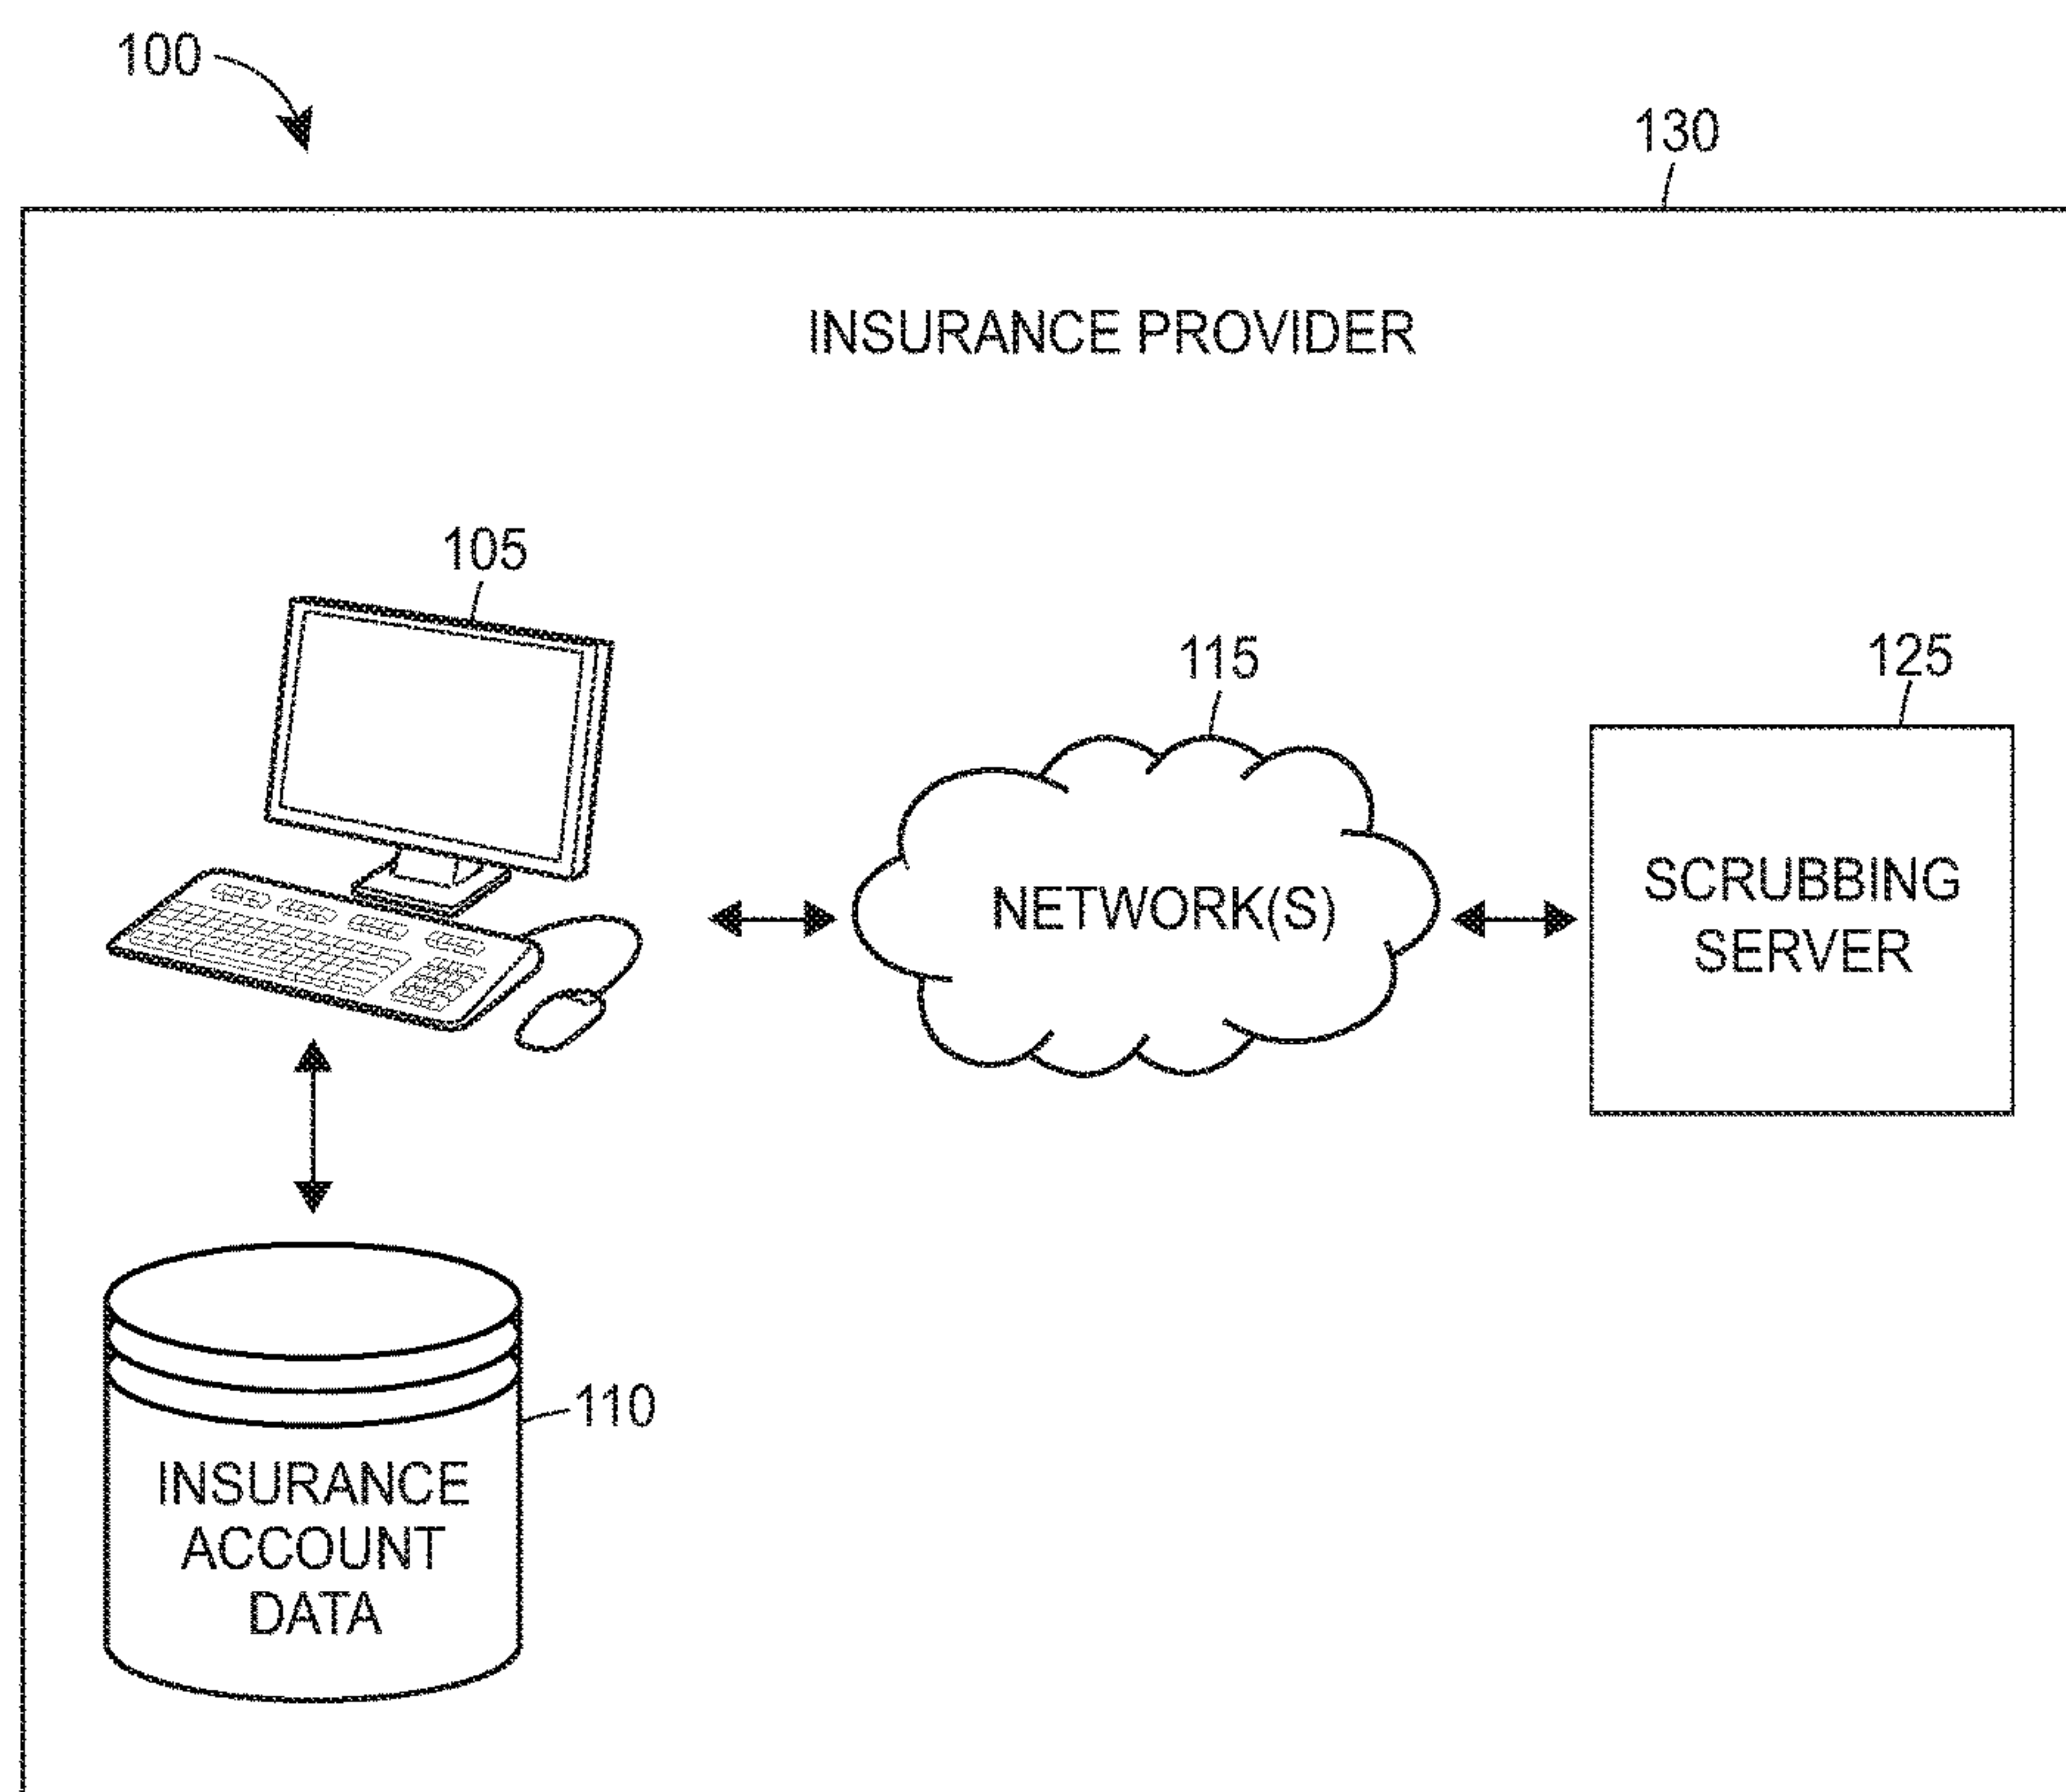 100
130
INSURANCE PROVIDER
105
115
125
NETWORK(S)
SCRUBBING
SERVER
110
INSURANCE
ACCOUNT
DATA